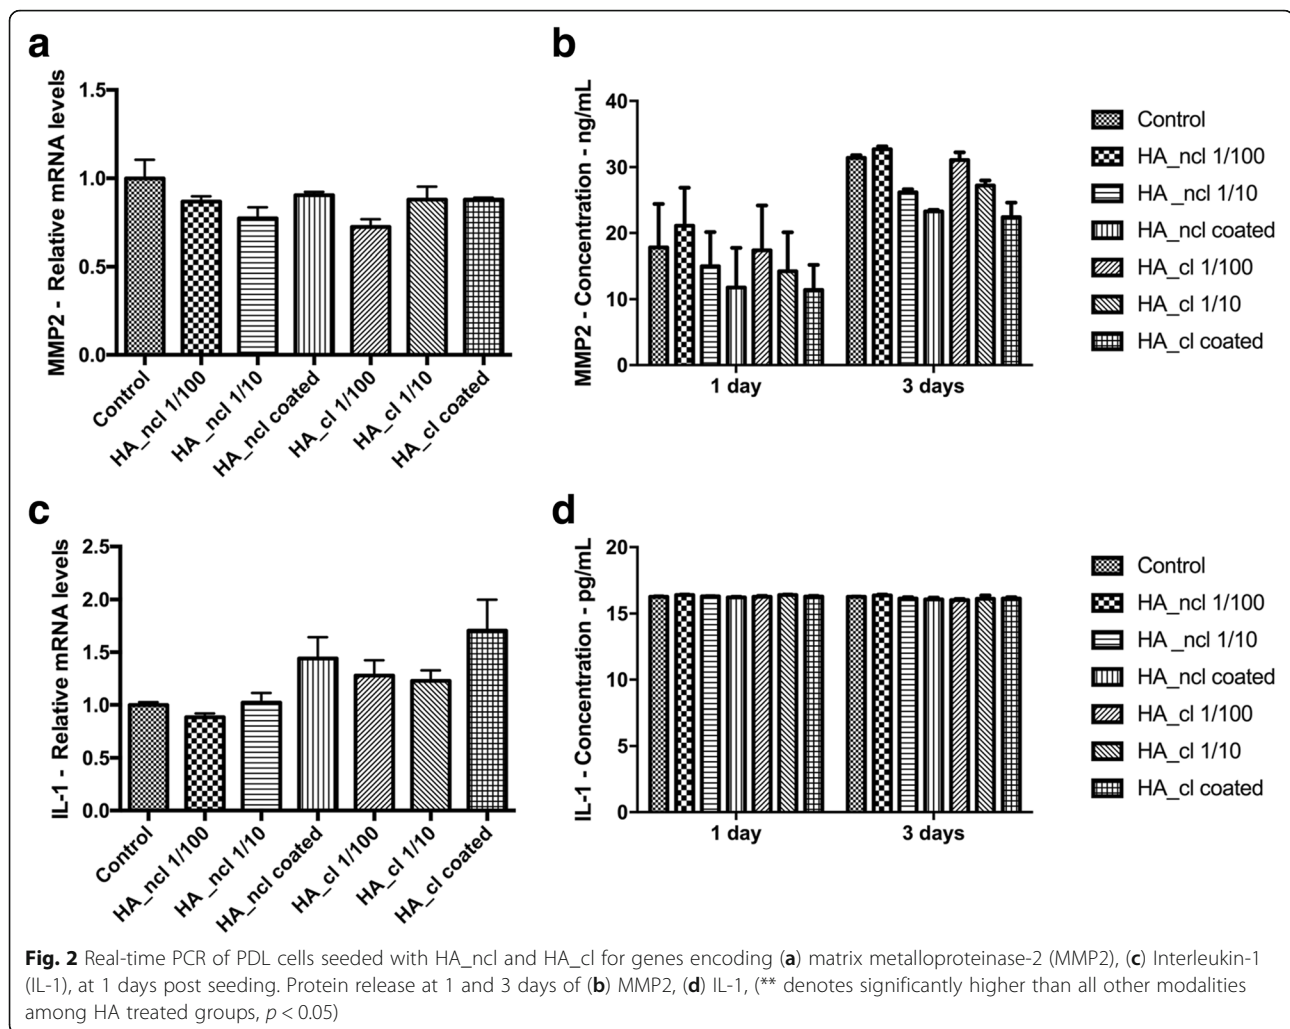 a
MMP2 - Relative mRNA levels
1.5
1.0
0.5
0.0
Control
HA_ncl 1/100
HA_ncl 1/10
HA_ncl coated
HA_cl 1/100
HA_cl 1/10
HA_cl coated
b
MMP2 - Concentration - ng/mL
40
30
20
10
0
1 day
3 days
Control
HA_ncl 1/100
HA _ncl 1/10
HA_ncl coated
HA_cl 1/100
HA_cl 1/10
HA_cl coated
c
IL-1 - Relative mRNA levels
2.5
2.0
1.5
1.0
0.5
0.0
Control
HA_ncl 1/100
HA_ncl 1/10
HA_ncl coated
HA_cl 1/100
HA_cl 1/10
HA_cl coated
d
IL-1 - Concentration - pg/mL
20
15
10
5
0
1 day
3 days
Control
HA_ncl 1/100
HA _ncl 1/10
HA_ncl coated
HA_cl 1/100
HA_cl 1/10
HA_cl coated
Fig. 2 Real-time PCR of PDL cells seeded with HA_ncl and HA_cl for genes encoding (a) matrix metalloproteinase-2 (MMP2), (c) Interleukin-1
(IL-1), at 1 days post seeding. Protein release at 1 and 3 days of (b) MMP2, (d) IL-1, (** denotes significantly higher than all other modalities
among HA treated groups, p < 0.05)